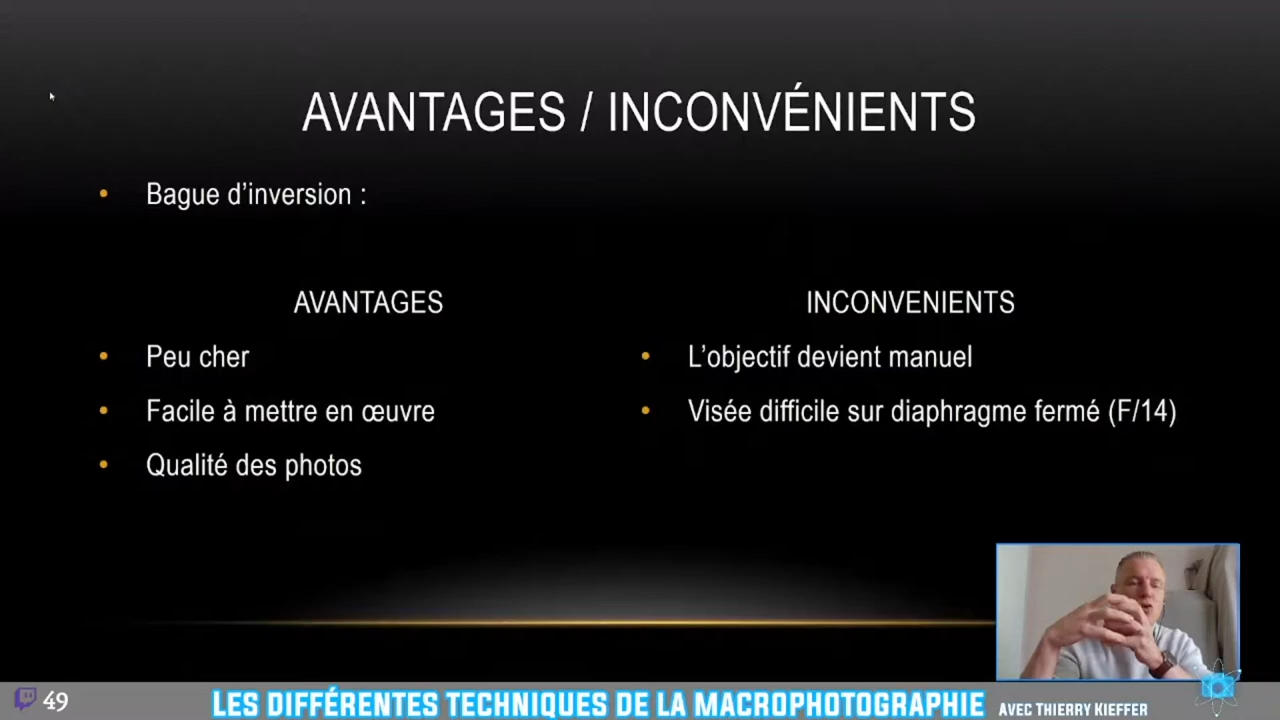 AVANTAGES / INCONVÉNIENTS
• Bague d’inversion :
AVANTAGES
• Peu cher
• Facile à mettre en œuvre
• Qualité des photos
INCONVENIENTS
• L’objectif devient manuel
• Visée difficile sur diaphragme fermé (F/14)
49
LES DIFFÉRENTES TECHNIQUES DE LA MACROPHOTOGRAPHIE AVEC THIERRY KIEFFER